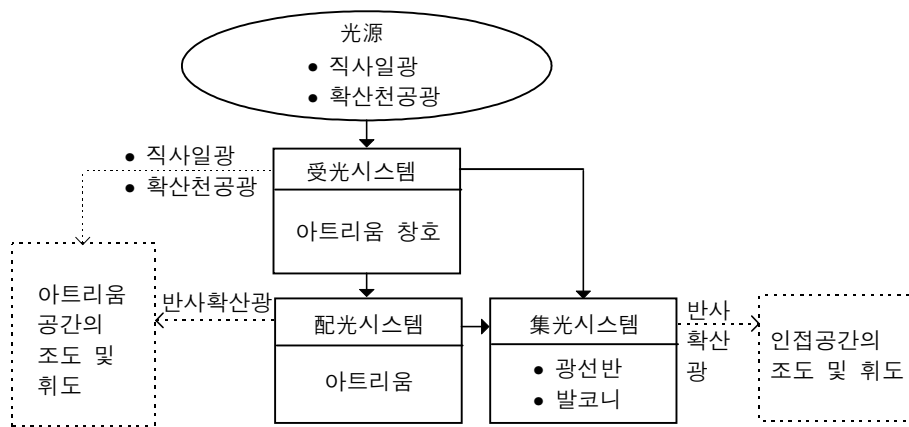 光源
● 직사일광
● 확산천공광
● 직사일광
● 확산천공광
受光시스템
아트리움 창호
아트리움
공간의
조도 및
휘도
반사확산광
配光시스템
아트리움
集光시스템
● 광선반
● 발코니
반사
확산
광
인접공간의
조도 및 휘도